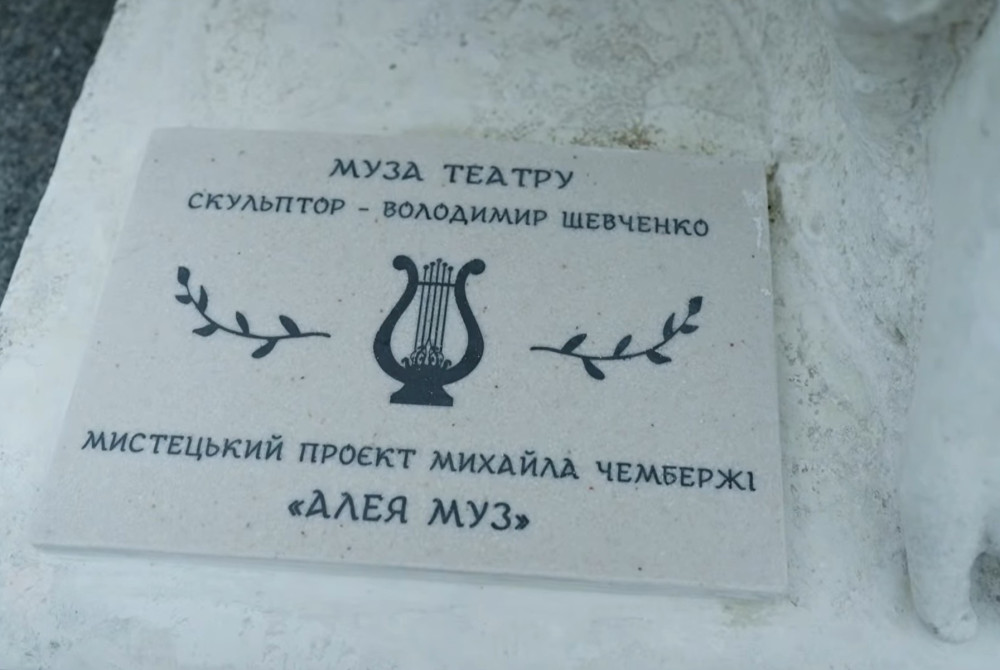 МУЗА ТЕАТРУ
СКУЛЬПТОР - ВОЛОДИМИР ШЕВЧЕНКО
МИСТЕЦЬКИЙ ПРОЄКТ МИХАЙЛА ЧЕМБЕРЖІ
«АЛЕЯ МУЗ»